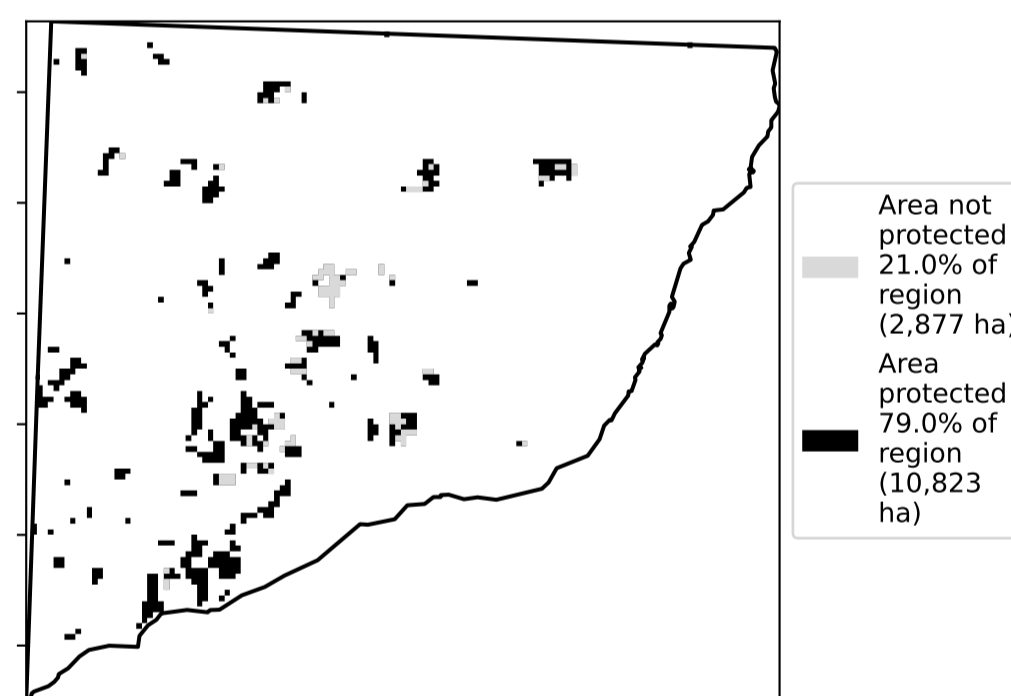 Area not
protected
21.0% of
region
(2,877 ha)
Area
protected
79.0% of
region
(10,823
ha)